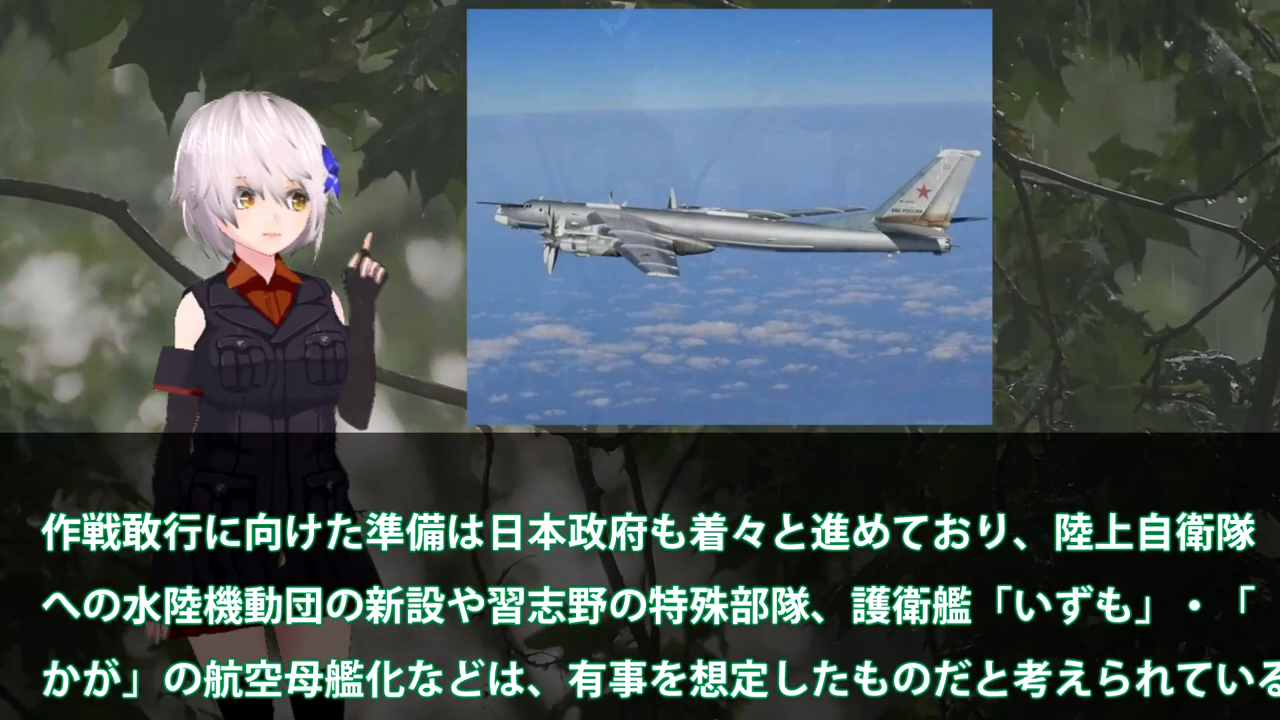 作戦敢行に向けた準備は日本政府も着々と進めており、陸上自衛隊
への水陸機動団の新設や習志野の特殊部隊、護衛艦「いずも」・「
かが」の航空母艦化などは、有事を想定したものだと考えられている